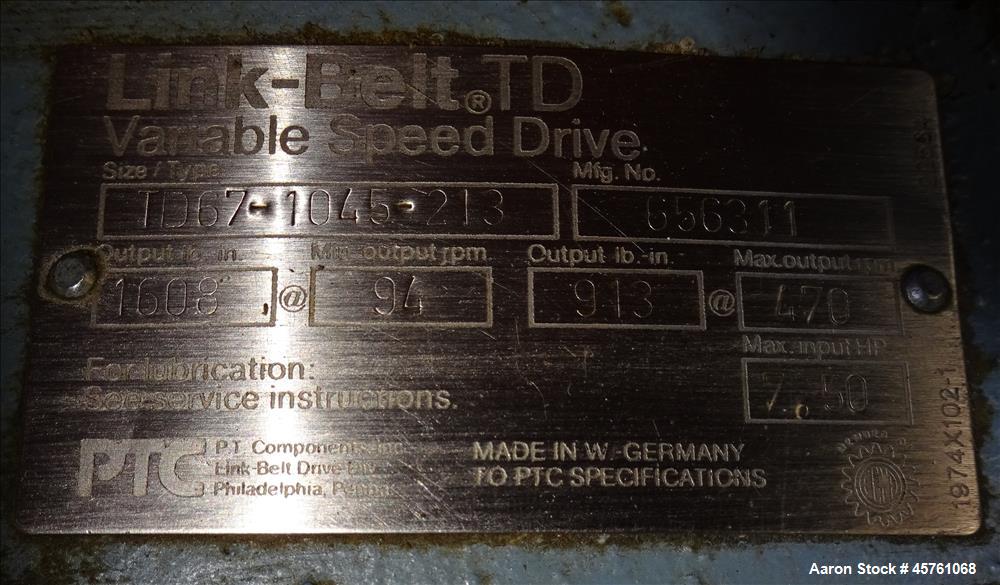 Link-Belt® TD
Variable Speed Drive
Size / Type Mfg. No.
TD67-1045-213 656311
Output lb.-in. Min. output rpm Output lb.-in. Max. output rpm
1608 @ 94 913 @ 470
Max. input HP
7.50
For lubrication:
See service instructions.
PTC P.T. Components, Inc.
Link-Belt Drive
Philadelphia,
MADE IN W.-GERMANY
TO PTC SPECIFICATIONS
1974X102-1
Aaron Stock # 45761068